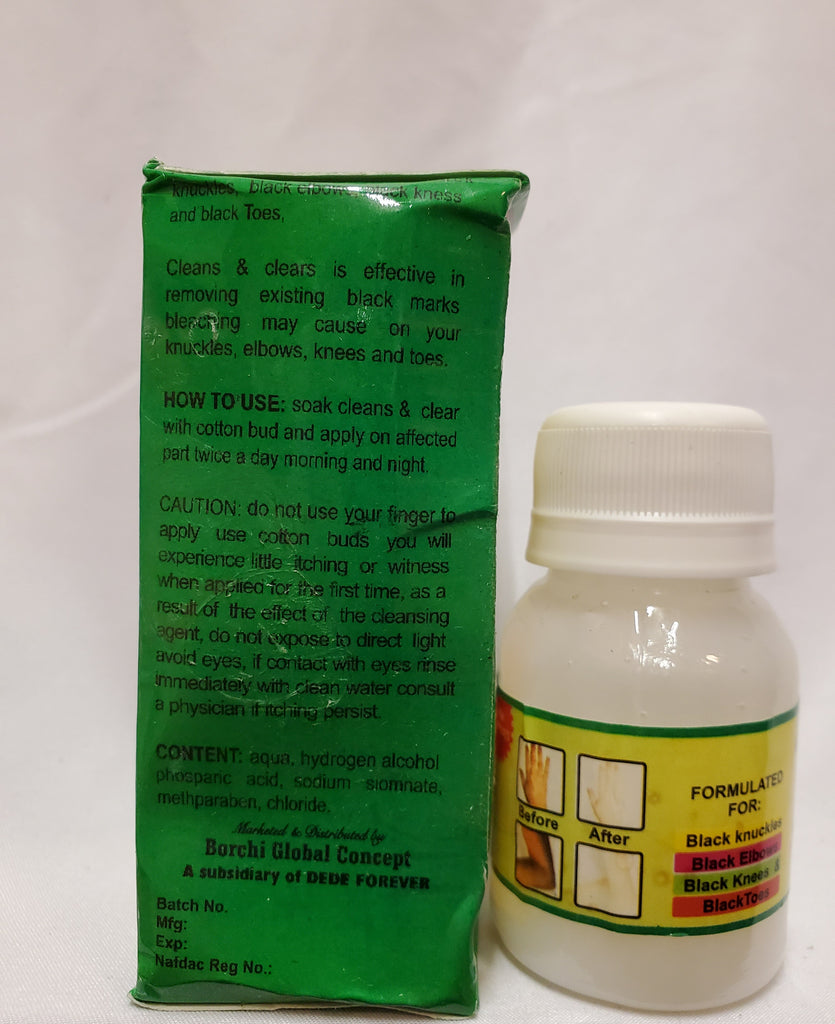 knuckles, black elbows, black kness
and black Toes,
Cleans & clears is effective in
removing existing black marks
bleaching may cause on your
knuckles, elbows, knees and toes.
HOW TO USE: soak cleans & clear
with cotton bud and apply on affected
part twice a day morning and night.
CAUTION: do not use your finger to
apply use cotton buds you will
experience little itching or witness
when applied for the first time, as a
result of the effect of the cleansing
agent, do not expose to direct light
avoid eyes, if contact with eyes rinse
immediately with clean water consult
a physician if itching persist.
CONTENT: aqua, hydrogen alcohol
phosparic acid, sodium siomnate,
methparaben, chloride.
Marketed & Distributed by
Borchi Global Concept
A subsidiary of DEDE FOREVER
Batch No.
Mfg:
Exp:
Nafdac Reg No.:
Before
After
FORMULATED
FOR:
Black knuckles
Black Elbows
Black Knees &
Black Toes